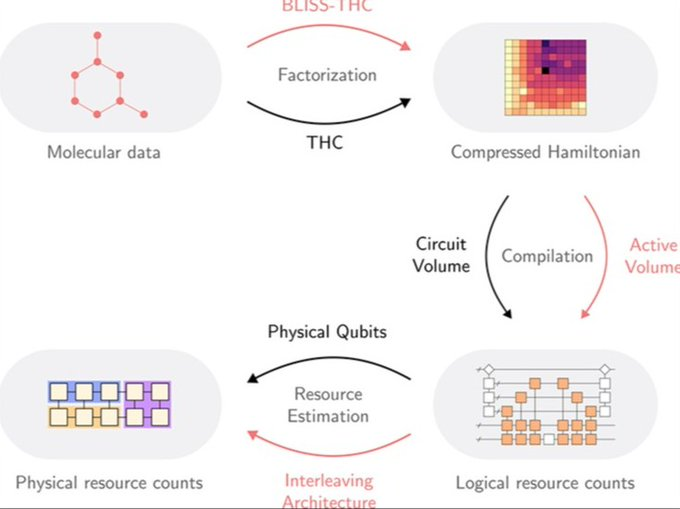 BLISS-THC
Factorization
THC
Molecular data
Compressed Hamiltonian
Circuit
Volume
Compilation
Active
Volume
Physical Qubits
Resource
Estimation
Interleaving
Architecture
Physical resource counts
Logical resource counts